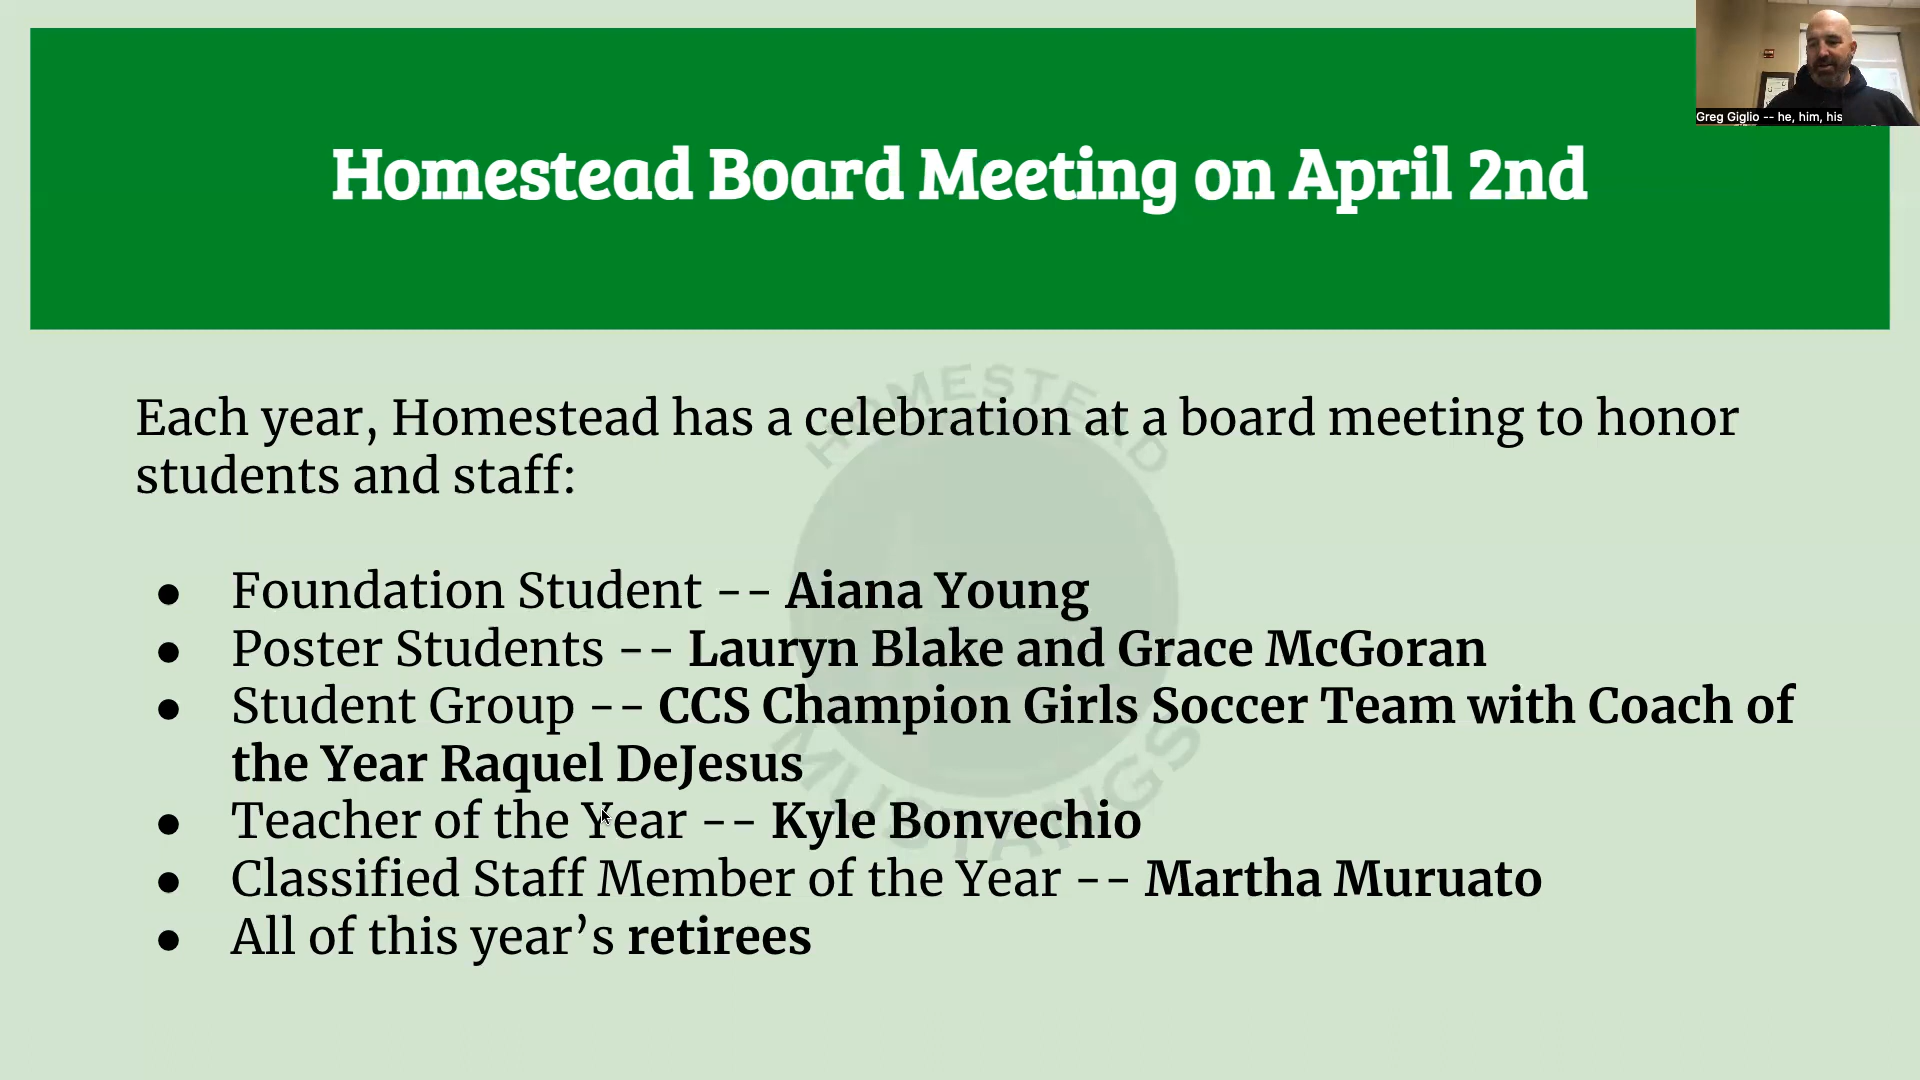 Greg Giglio -- he, him, his
Homestead Board Meeting on April 2nd
HOMESTEAD
MUSTANGS
Each year, Homestead has a celebration at a board meeting to honor
students and staff:
● Foundation Student -- Aiana Young
● Poster Students -- Lauryn Blake and Grace McGoran
● Student Group -- CCS Champion Girls Soccer Team with Coach of
the Year Raquel DeJesus
● Teacher of the Year -- Kyle Bonvechio
● Classified Staff Member of the Year -- Martha Muruato
● All of this year’s retirees